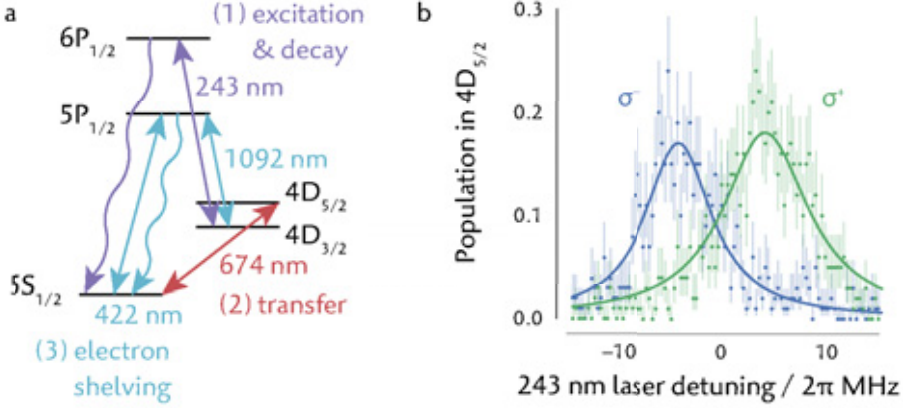 a
(1) excitation
& decay
6P1/2
243 nm
5P1/2
1092 nm
4D5/2
4D3/2
674 nm
(2) transfer
5S1/2
422 nm
(3) electron
shelving
b
Population in 4D5/2
0.3
0.2
0.1
0.0
σ⁻
σ⁺
−10 0 10
243 nm laser detuning / 2π MHz